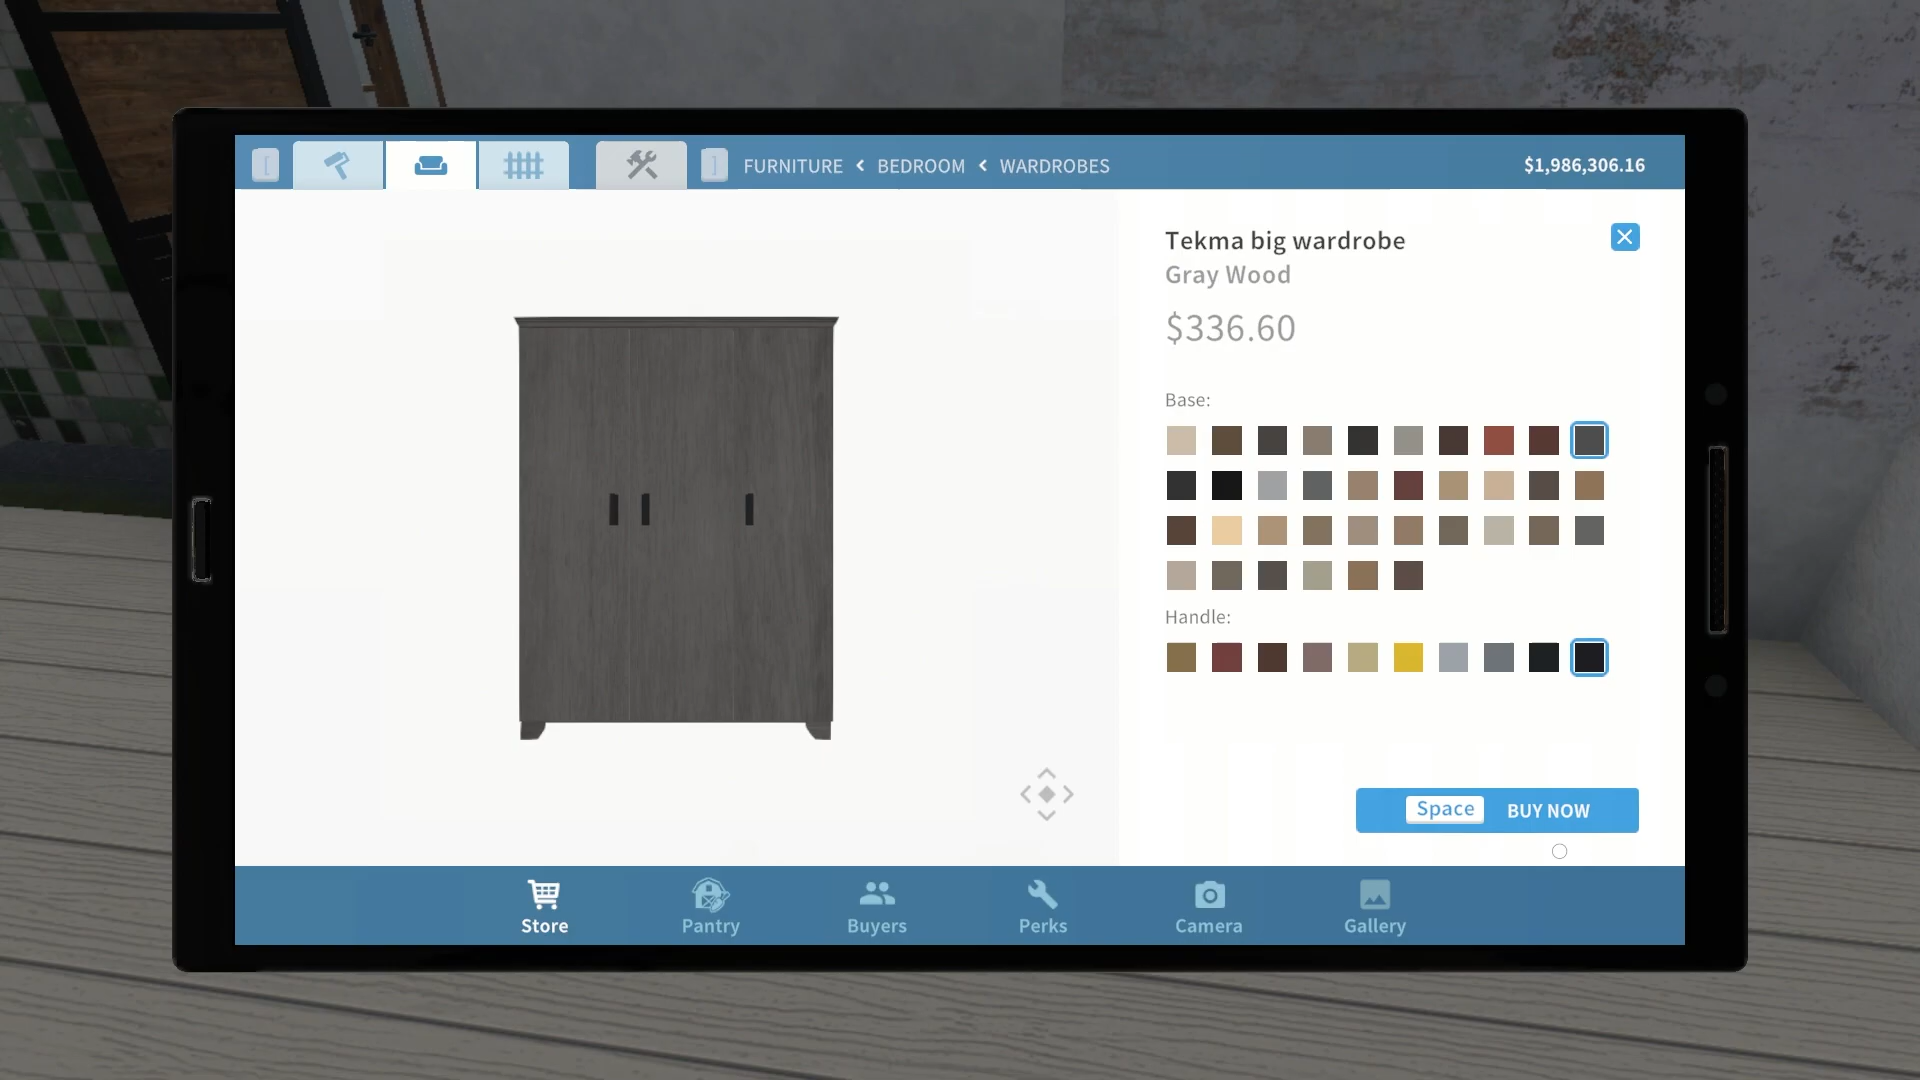 [
]
FURNITURE < BEDROOM < WARDROBES
$1,986,306.16
Tekma big wardrobe
Gray Wood
$336.60
Base:
Handle:
Space BUY NOW
Store
Pantry
Buyers
Perks
Camera
Gallery